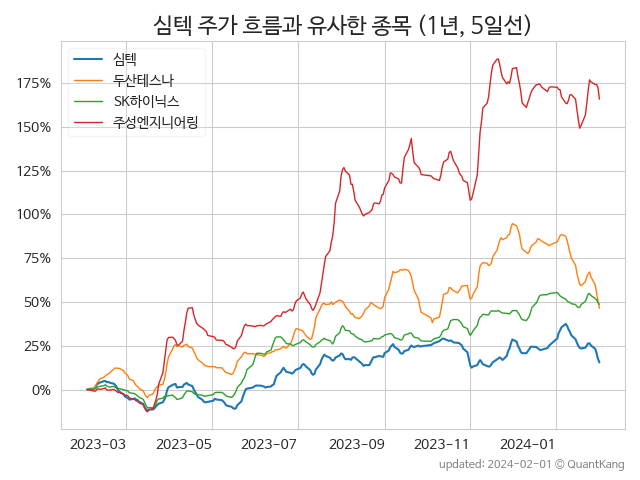 심텍 주가 흐름과 유사한 종목 (1년, 5일선)
심텍
두산테스나
SK하이닉스
주성엔지니어링
175%
150%
125%
100%
75%
50%
25%
0%
2023-03 2023-05 2023-07 2023-09 2023-11 2024-01
updated: 2024-02-01 © QuantKang